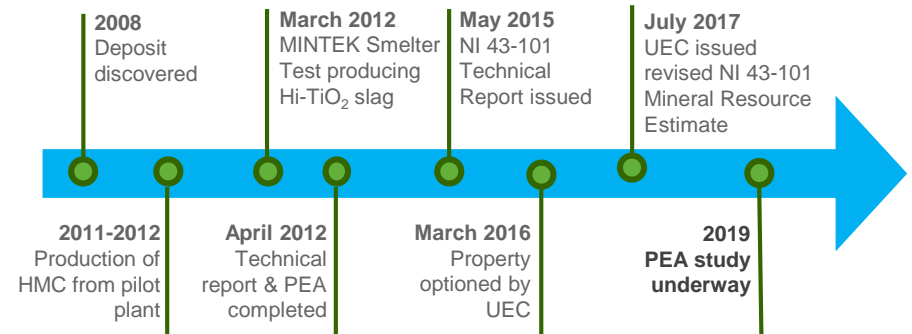 2008
Deposit
discovered
March 2012
MINTEK Smelter
Test producing
Hi-TiO₂ slag
May 2015
NI 43-101
Technical
Report issued
July 2017
UEC issued
revised NI 43-101
Mineral Resource
Estimate
2011-2012
Production of
HMC from pilot
plant
April 2012
Technical
report & PEA
completed
March 2016
Property
optioned by
UEC
2019
PEA study
underway